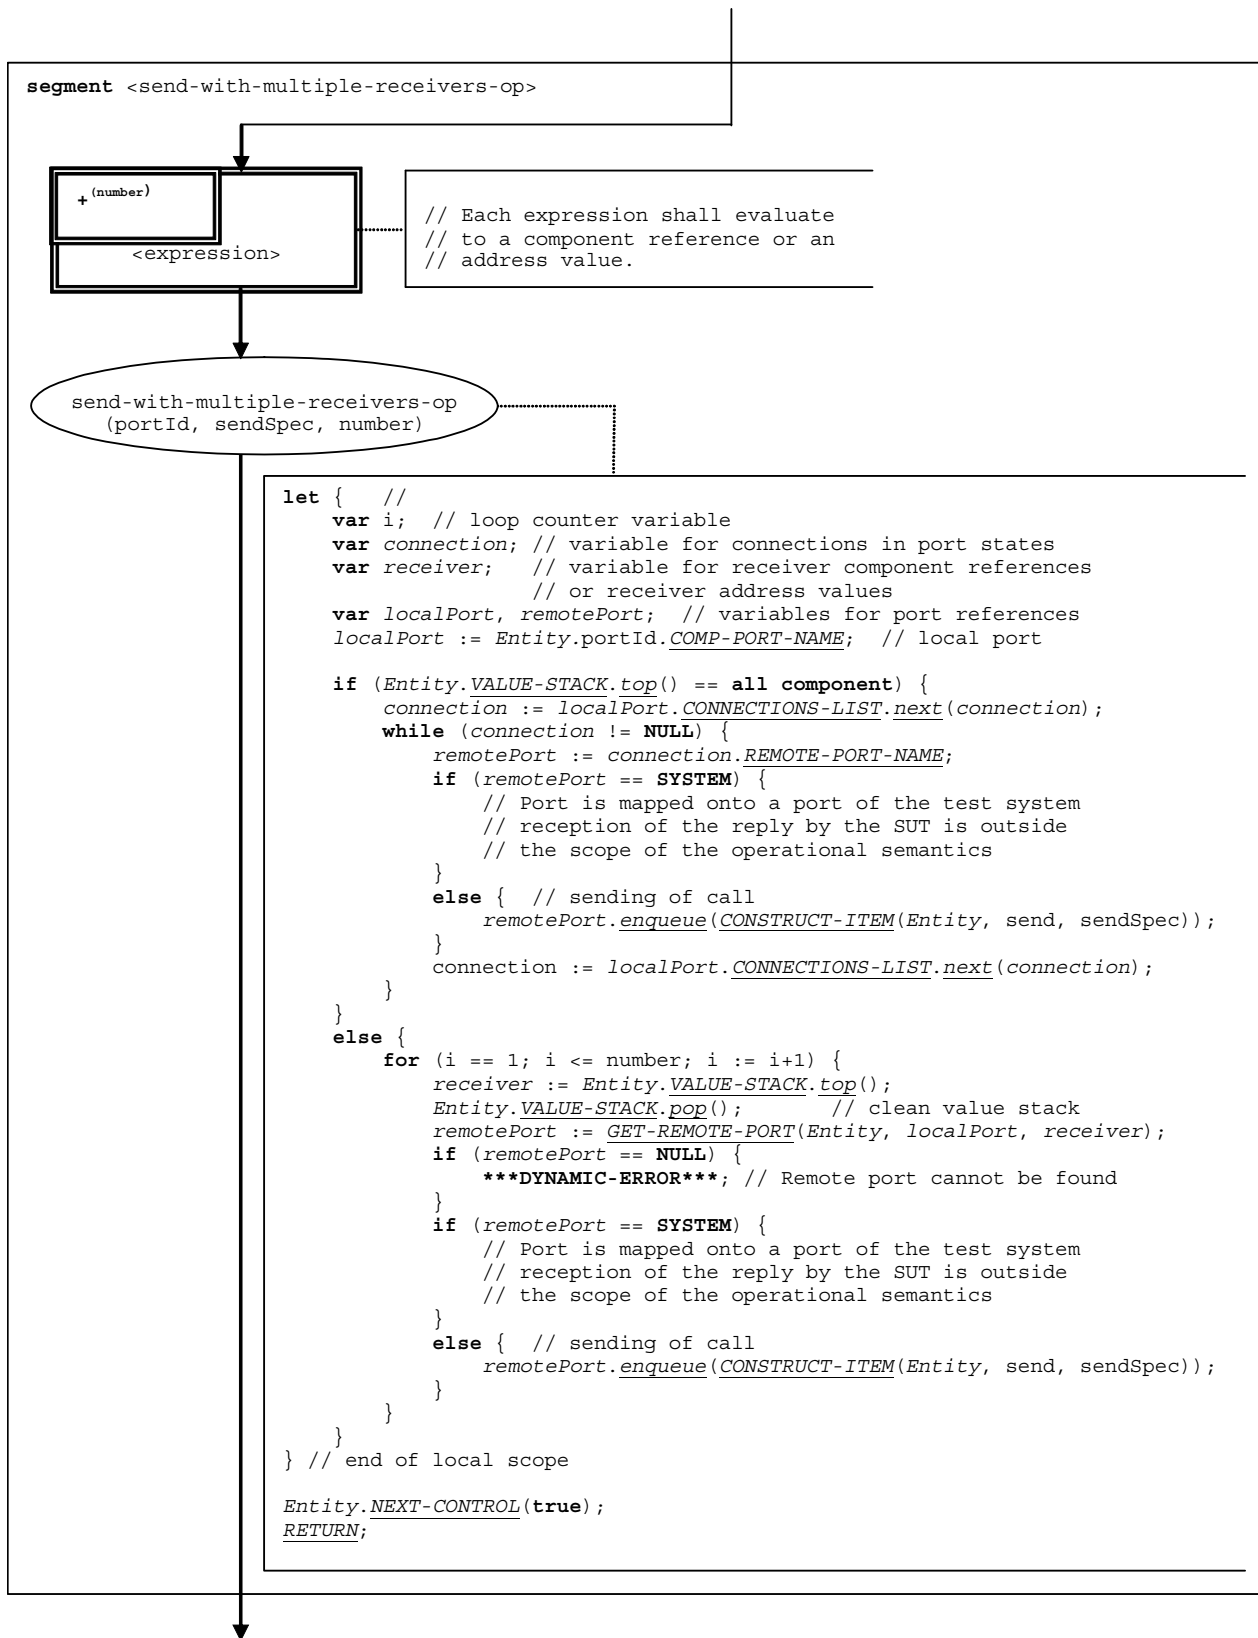 segment <send-with-multiple-receivers-op>
+(number)
<expression>
// Each expression shall evaluate
// to a component reference or an
// address value.
send-with-multiple-receivers-op
(portId, sendSpec, number)
let {   //
    var i;  // loop counter variable
    var connection; // variable for connections in port states
    var receiver;   // variable for receiver component references
                    // or receiver address values
    var localPort, remotePort;  // variables for port references
    localPort := Entity.portId.COMP-PORT-NAME;  // local port
    if (Entity.VALUE-STACK.top() == all component) {
        connection := localPort.CONNECTIONS-LIST.next(connection);
        while (connection != NULL) {
            remotePort := connection.REMOTE-PORT-NAME;
            if (remotePort == SYSTEM) {
                // Port is mapped onto a port of the test system
                // reception of the reply by the SUT is outside
                // the scope of the operational semantics
            }
            else {  // sending of call
                remotePort.enqueue(CONSTRUCT-ITEM(Entity, send, sendSpec));
            }
            connection := localPort.CONNECTIONS-LIST.next(connection);
        }
    }
    else {
        for (i == 1; i <= number; i := i+1) {
            receiver := Entity.VALUE-STACK.top();
            Entity.VALUE-STACK.pop();       // clean value stack
            remotePort := GET-REMOTE-PORT(Entity, localPort, receiver);
            if (remotePort == NULL) {
                ***DYNAMIC-ERROR***; // Remote port cannot be found
            }
            if (remotePort == SYSTEM) {
                // Port is mapped onto a port of the test system
                // reception of the reply by the SUT is outside
                // the scope of the operational semantics
            }
            else {  // sending of call
                remotePort.enqueue(CONSTRUCT-ITEM(Entity, send, sendSpec));
            }
        }
    }
} // end of local scope
Entity.NEXT-CONTROL(true);
RETURN;